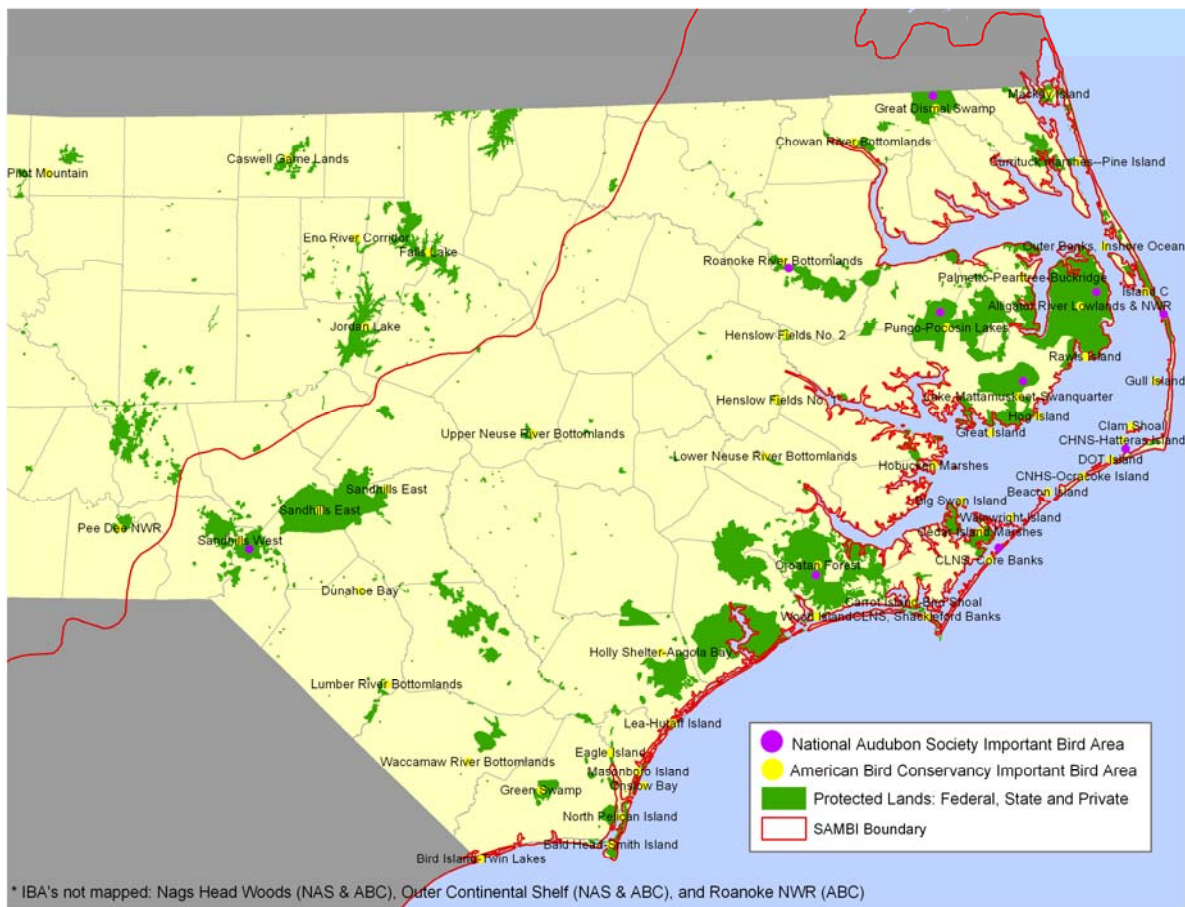 Mackay Island
Great Dismal Swamp
Chowan River Bottomlands
Currituck marshes--Pine Island
Caswell Game Lands
Pilot Mountain
Eno River Corridor
Falls Lake
Outer Banks, Inshore Ocean
Roanoke River Bottomlands
Palmetto-Peartree-Buckridge
Island C
Alligator River Lowlands & NWR
Jordan Lake
Pungo-Pocosin Lakes
Henslow Fields No. 2
Rawls Island
Gull Island
Lake Mattamuskeet-Swanquarter
Henslow Fields No.
Hog Island
Clam Shoal
Great Island
Upper Neuse River Bottomlands
CHNS-Hatteras Island
Lower Neuse River Bottomlands
DOT Island
Hobucken Marshes
CNHS-Ocracoke Island
Sandhills East
Beacon Island
Big Swan Island
Sandhills East
Wainwright Island
Pee Dee NWR
Cedar Island Marshes
Sandhills West
CLNS, Core Banks
Croatan Forest
Dunahoe Bay
Carrot Island-Bird Shoal
Wood Island
CLNS, Shackleford Banks
Holly Shelter-Angola Bay
Lumber River Bottomlands
Lea-Hutaff Island
Eagle Island
Waccamaw River Bottomlands
Masonboro Island
Onslow Bay
Green Swamp
North Pelican Island
Bald Head-Smith Island
Bird Island-Twin Lakes
National Audubon Society Important Bird Area
American Bird Conservancy Important Bird Area
Protected Lands: Federal, State and Private
SAMBI Boundary
* IBA's not mapped: Nags Head Woods (NAS & ABC), Outer Continental Shelf (NAS & ABC), and Roanoke NWR (ABC)